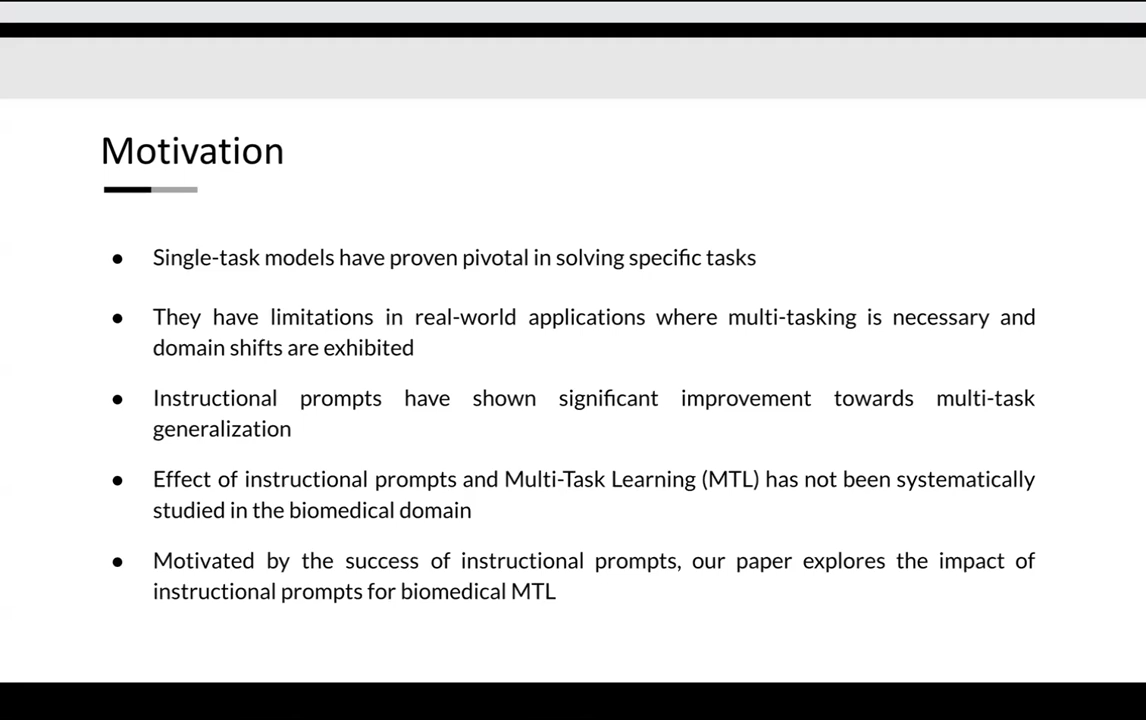 Motivation
● Single-task models have proven pivotal in solving specific tasks
● They have limitations in real-world applications where multi-tasking is necessary and
domain shifts are exhibited
● Instructional prompts have shown significant improvement towards multi-task
generalization
● Effect of instructional prompts and Multi-Task Learning (MTL) has not been systematically
studied in the biomedical domain
● Motivated by the success of instructional prompts, our paper explores the impact of
instructional prompts for biomedical MTL